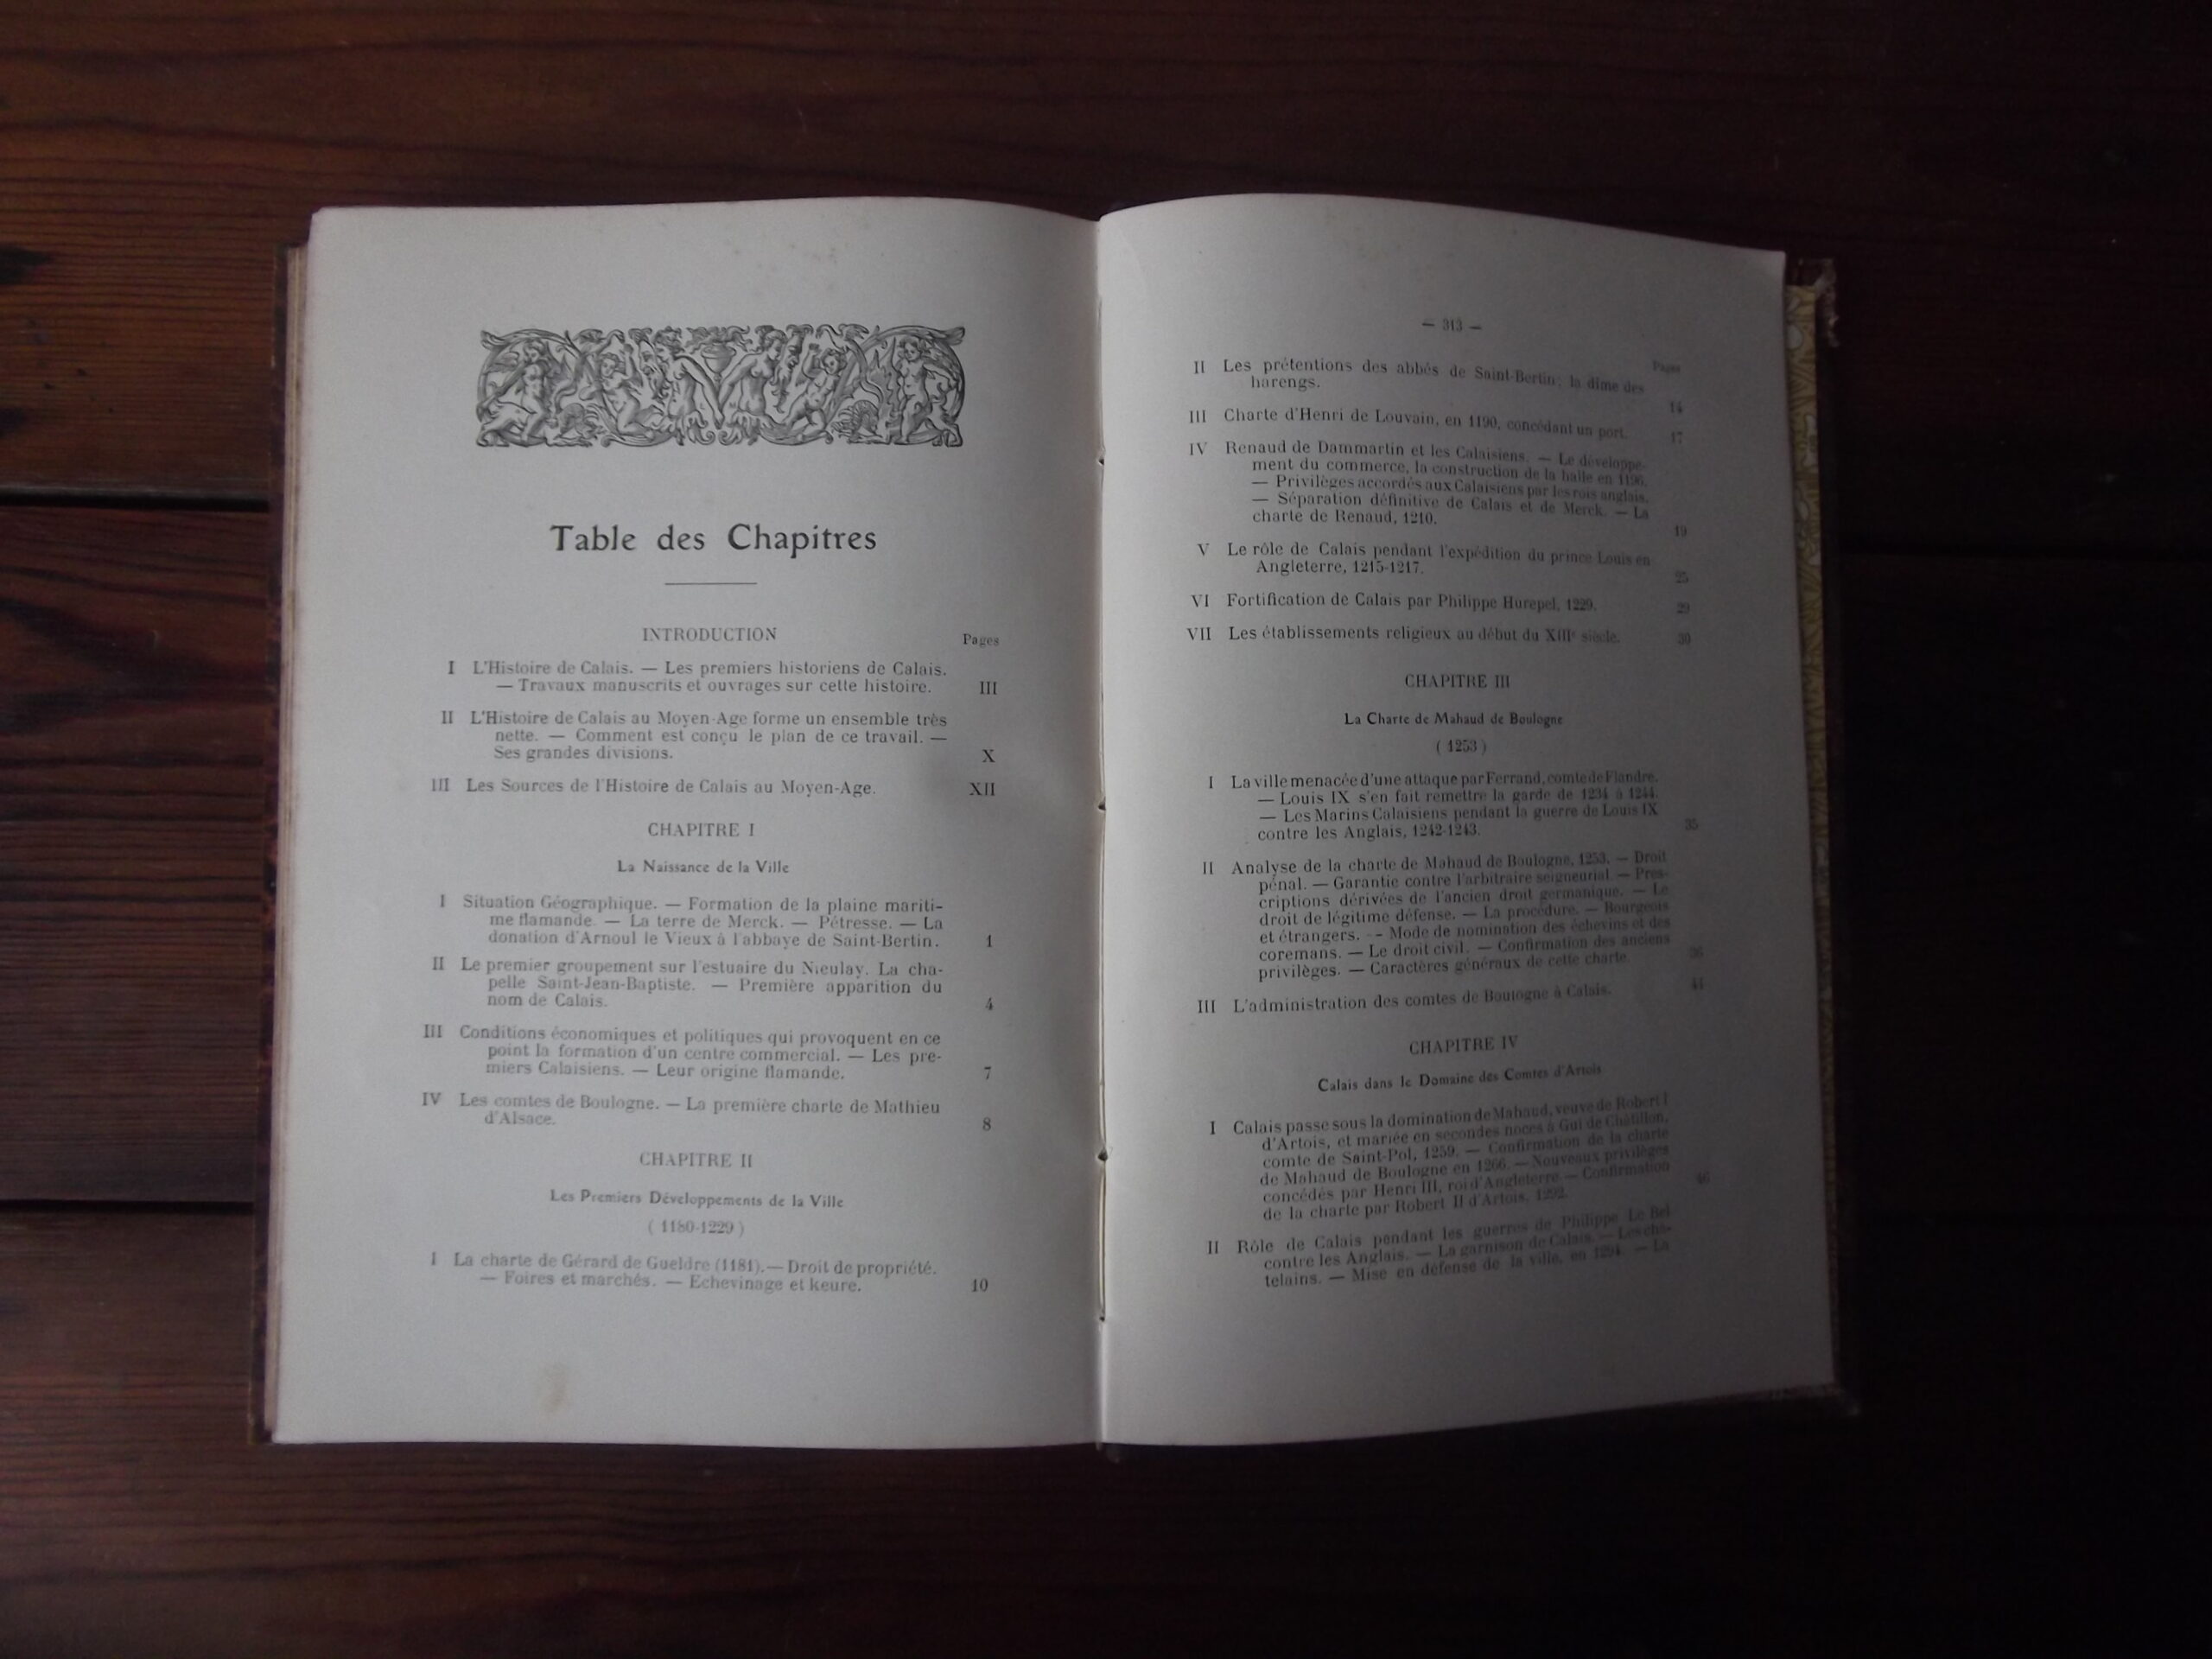 Table des Chapitres
INTRODUCTION
Pages
I L'Histoire de Calais. — Les premiers historiens de Calais.
— Travaux manuscrits et ouvrages sur cette histoire. III
II L'Histoire de Calais au Moyen-Age forme un ensemble très
nette. — Comment est conçu le plan de ce travail. —
Ses grandes divisions. X
III Les Sources de l'Histoire de Calais au Moyen-Age. XII
CHAPITRE I
La Naissance de la Ville
I Situation Géographique. — Formation de la plaine mariti-
me flamande. — La terre de Merck. — Pétresse. — La
donation d'Arnoul le Vieux à l'abbaye de Saint-Bertin. 1
II Le premier groupement sur l'estuaire du Nieulay. La cha-
pelle Saint-Jean-Baptiste. — Première apparition du
nom de Calais. 4
III Conditions économiques et politiques qui provoquent en ce
point la formation d'un centre commercial. — Les pre-
miers Calaisiens. — Leur origine flamande. 7
IV Les comtes de Boulogne. — La première charte de Mathieu
d'Alsace. 8
CHAPITRE II
Les Premiers Développements de la Ville
(1180-1229)
I La charte de Gérard de Gueldre (1181). — Droit de propriété.
— Foires et marchés. — Echevinage et keure. 10
— 313 —
Pages
II Les prétentions des abbés de Saint-Bertin; la dîme des
harengs. 14
III Charte d'Henri de Louvain, en 1190, concédant un port. 17
IV Renaud de Dammartin et les Calaisiens. — Le développe-
ment du commerce, la construction de la halle en 1196.
— Privilèges accordés aux Calaisiens par les rois anglais.
— Séparation définitive de Calais et de Merck. — La
charte de Renaud, 1210. 19
V Le rôle de Calais pendant l'expédition du prince Louis en
Angleterre, 1215-1217. 25
VI Fortification de Calais par Philippe Hurepel, 1229. 29
VII Les établissements religieux au début du XIIIe siècle. 30
CHAPITRE III
La Charte de Mahaud de Boulogne
(1253)
I La ville menacée d'une attaque par Ferrand, comte de Flandre.
— Louis IX s'en fait remettre la garde de 1234 à 1244.
— Les Marins Calaisiens pendant la guerre de Louis IX
contre les Anglais, 1242-1243. 35
II Analyse de la charte de Mahaud de Boulogne, 1253. — Droit
pénal. — Garantie contre l'arbitraire seigneurial. — Pres-
criptions dérivées de l'ancien droit germanique. — Le
droit de légitime défense. — La procédure. — Bourgeois
et étrangers. — Mode de nomination des échevins et des
coremans. — Le droit civil. — Confirmation des anciens
privilèges. — Caractères généraux de cette charte. 36
III L'administration des comtes de Boulogne à Calais.
CHAPITRE IV
Calais dans le Domaine des Comtes d'Artois
I Calais passe sous la domination de Mahaud, veuve de Robert I
d'Artois, et mariée en secondes noces à Gui de Châtillon,
comte de Saint-Pol, 1259. — Confirmation de la charte
de Mahaud de Boulogne en 1266. — Nouveaux privilèges
concédés par Henri III, roi d'Angleterre. — Confirmation
de la charte par Robert II d'Artois, 1292. 46
II Rôle de Calais pendant les guerres de Philippe Le Bel
contre les Anglais. — La garnison de Calais. — Les châ-
telains. — Mise en défense de la ville, en 1294. — La